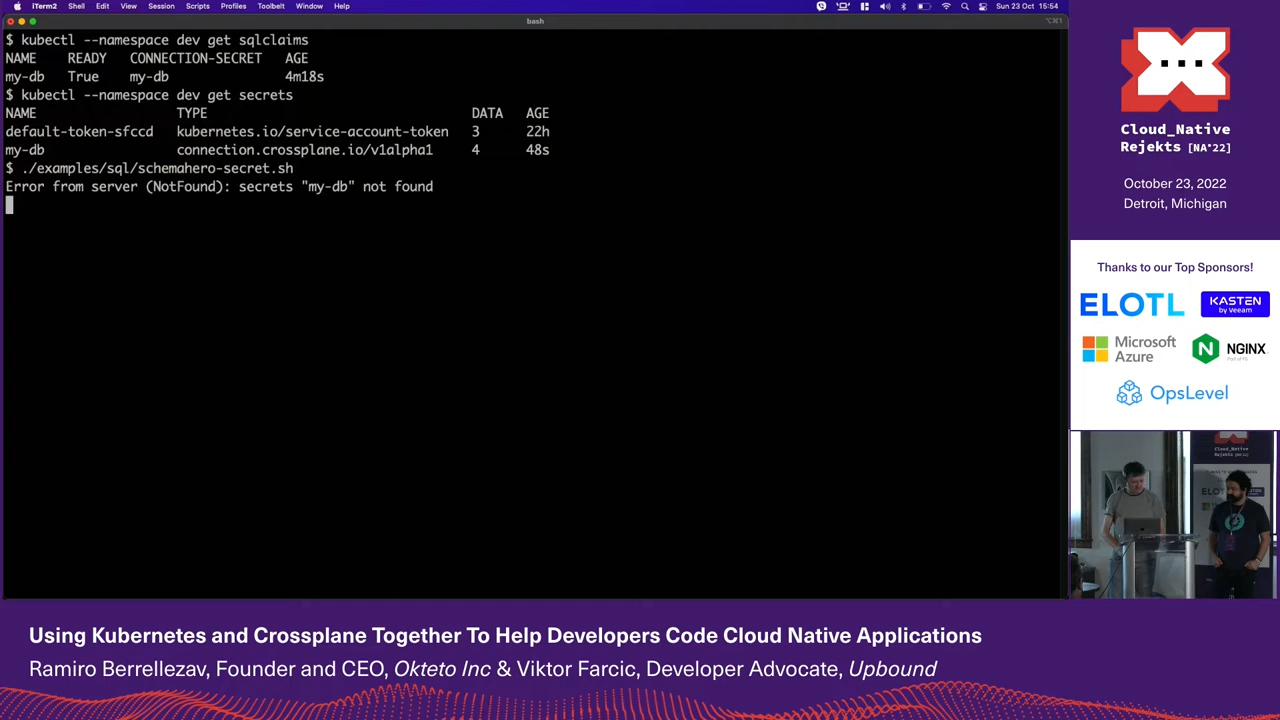 iTerm2 Shell Edit View Session Scripts Profiles Toolbelt Window Help Sun 23 Oct 15:54
bash
$ kubectl --namespace dev get sqlclaims
NAME READY CONNECTION-SECRET AGE
my-db True my-db 4m18s
$ kubectl --namespace dev get secrets
NAME TYPE DATA AGE
default-token-sfccd kubernetes.io/service-account-token 3 22h
my-db connection.crossplane.io/v1alpha1 4 48s
$ ./examples/sql/schemahero-secret.sh
Error from server (NotFound): secrets "my-db" not found
Cloud_Native
Rejekts [NA'22]
October 23, 2022
Detroit, Michigan
Thanks to our Top Sponsors!
ELOTL
KASTEN
by Veeam
Microsoft
Azure
N NGINX
Part of F5
OpsLevel
Cloud_Native
Using Kubernetes and Crossplane Together To Help Developers Code Cloud Native Applications
Ramiro Berrellezav, Founder and CEO, Okteto Inc & Viktor Farcic, Developer Advocate, Upbound